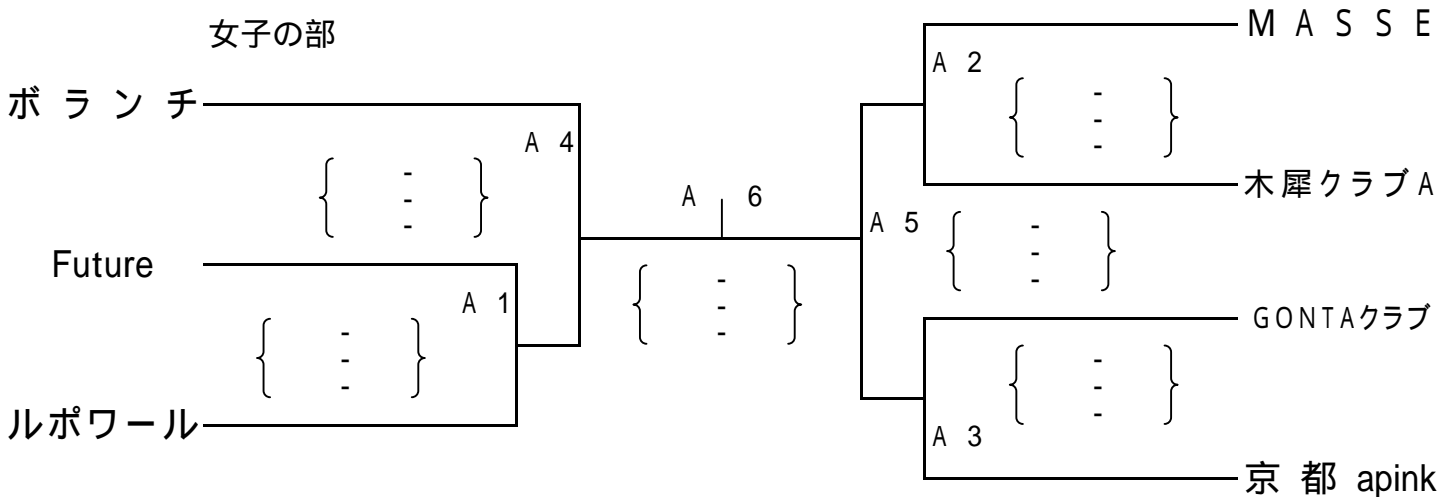 女子の部
ボランチ
A 4
{ - - - }
Future
A 1
{ - - - }
ルポワール
A 6
{ - - - }
MASSE
A 2
{ - - - }
木犀クラブA
A 5
{ - - - }
GONTAクラブ
{ - - - }
A 3
京都 apink